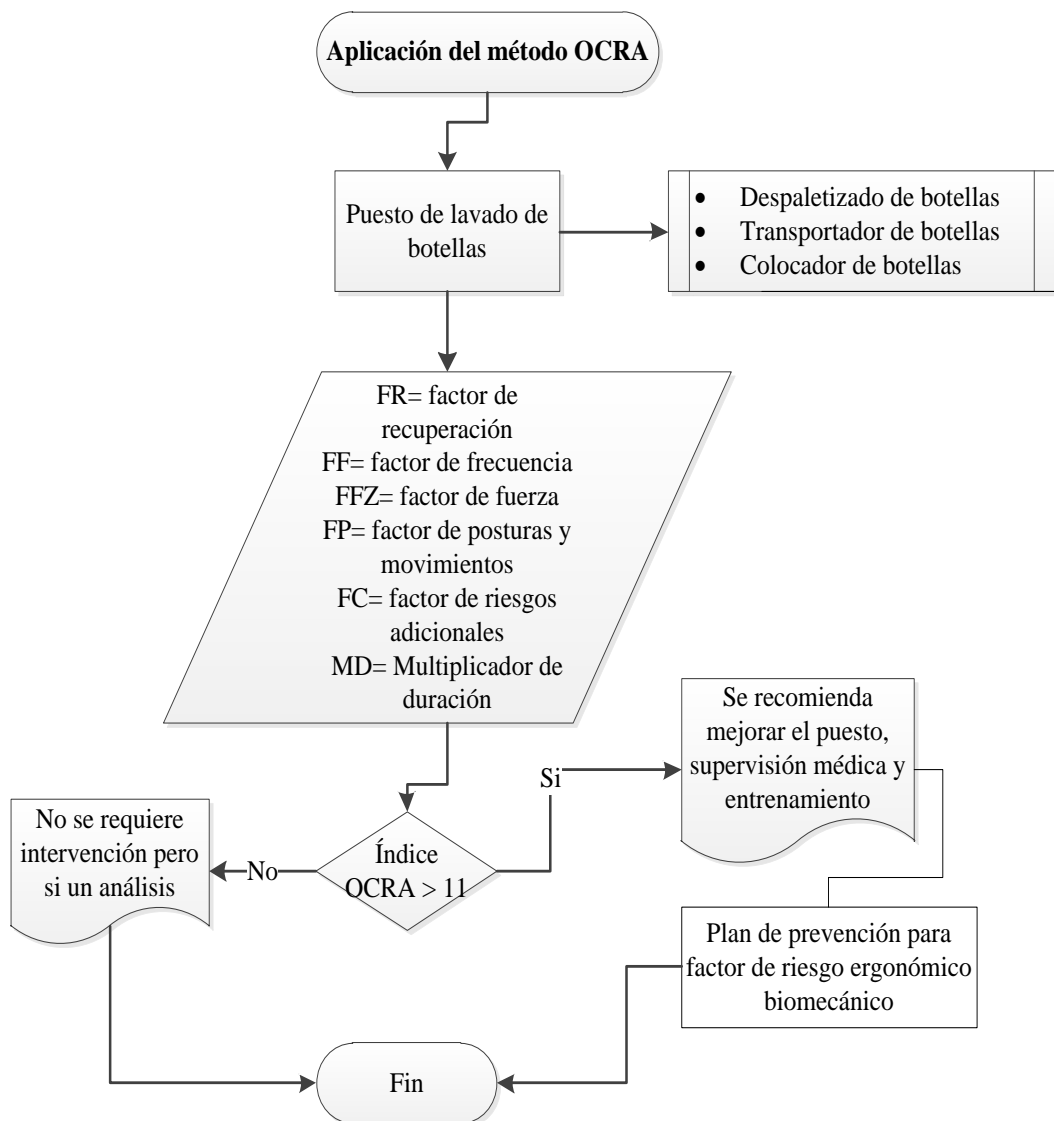 Aplicación del método OCRA
Puesto de lavado de
botellas
• Despaletizado de botellas
• Transportador de botellas
• Colocador de botellas
FR= factor de
recuperación
FF= factor de frecuencia
FFZ= factor de fuerza
FP= factor de posturas y
movimientos
FC= factor de riesgos
adicionales
MD= Multiplicador de
duración
Se recomienda
mejorar el puesto,
supervisión médica y
entrenamiento
Si
No se requiere
intervención pero
si un análisis
No
Índice
OCRA > 11
Plan de prevención para
factor de riesgo ergonómico
biomecánico
Fin